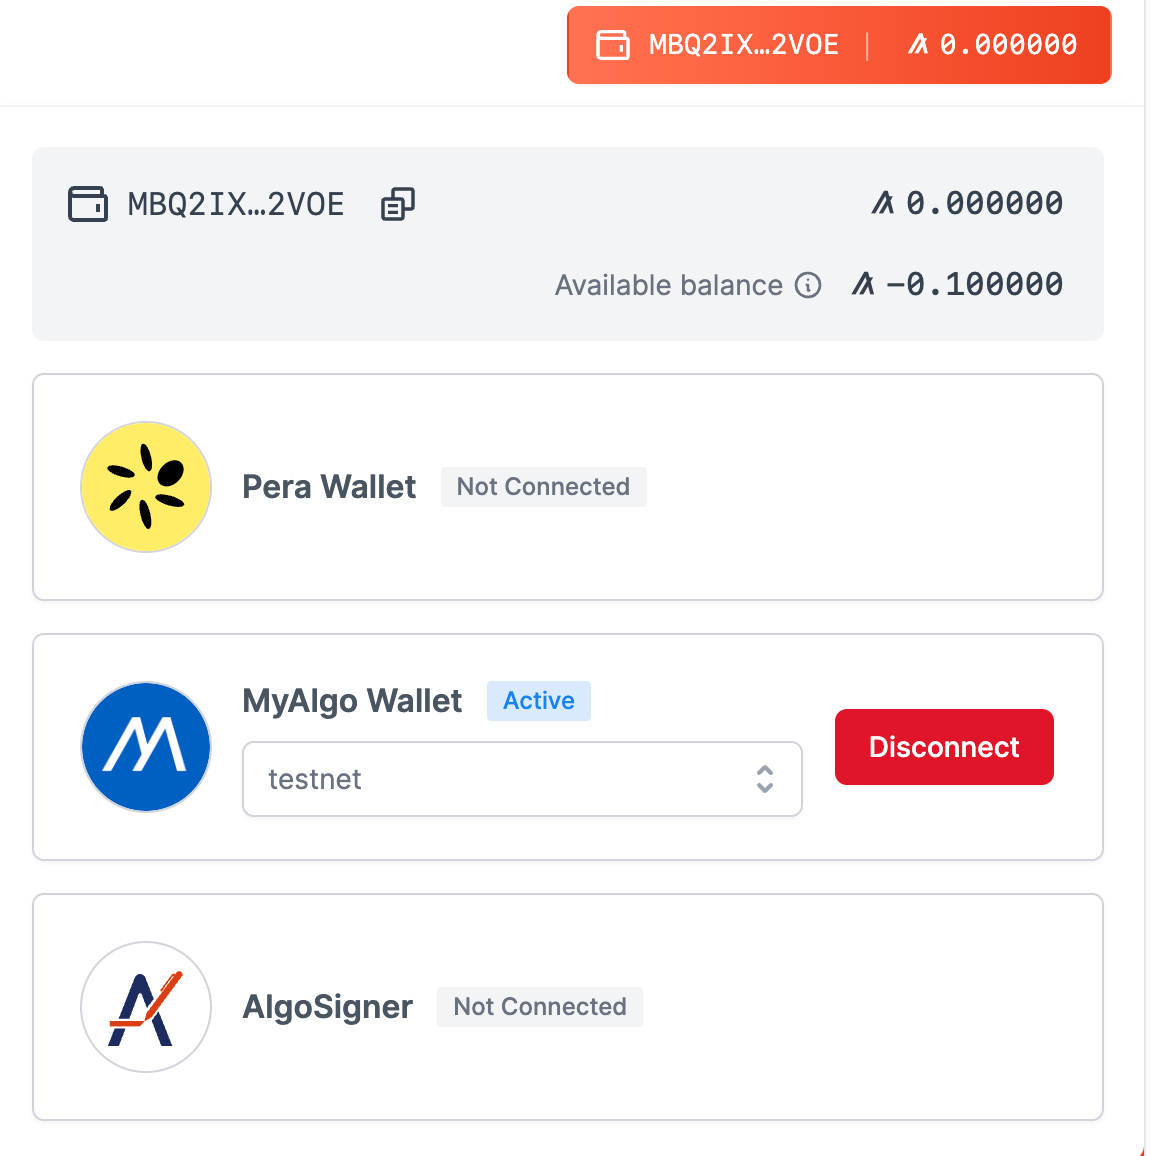 MBQ2IX…2VOE | 0.000000
MBQ2IX…2VOE 0.000000
Available balance -0.100000
Pera Wallet Not Connected
MyAlgo Wallet Active
testnet
Disconnect
AlgoSigner Not Connected